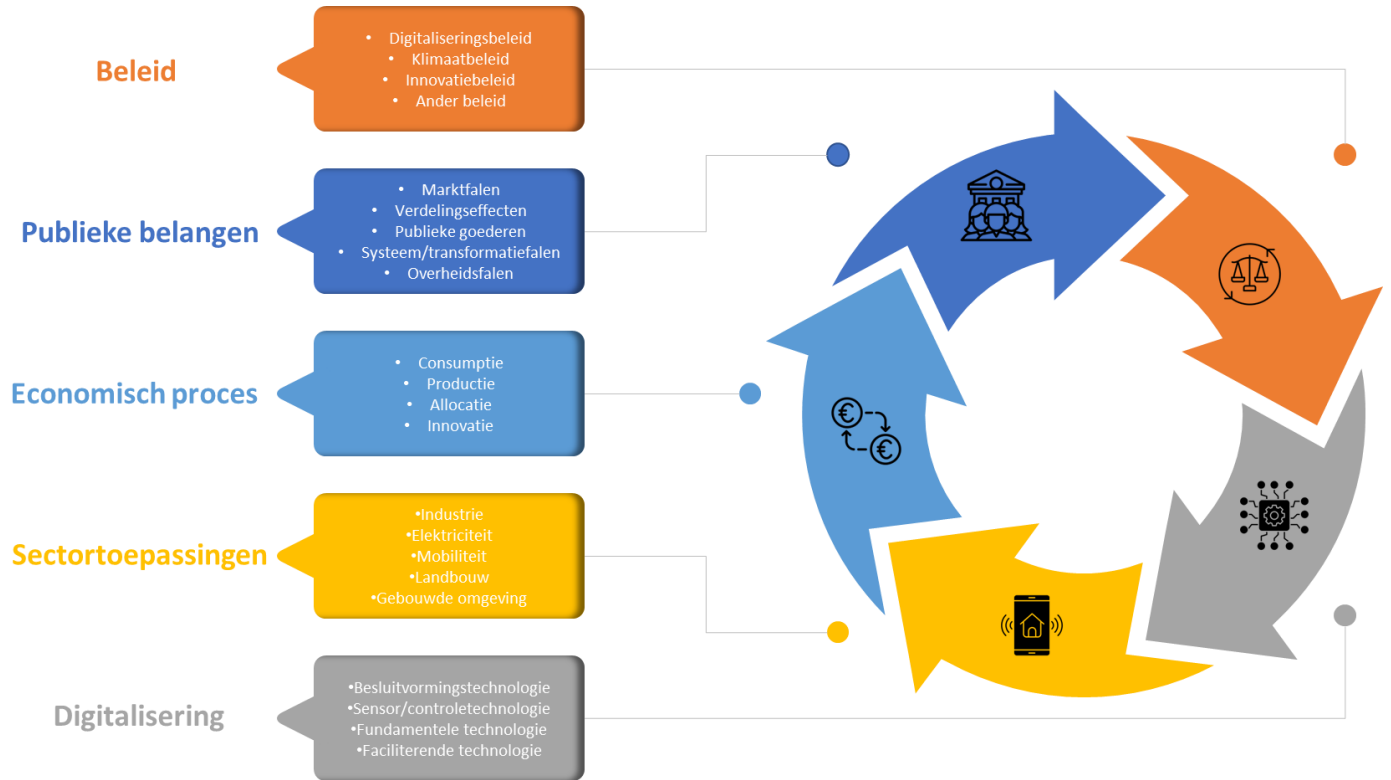 Beleid
• Digitaliseringsbeleid
• Klimaatbeleid
• Innovatiebeleid
• Ander beleid
Publieke belangen
• Marktfalen
• Verdelingseffecten
• Publieke goederen
• Systeem/transformatiefalen
• Overheidsfalen
Economisch proces
• Consumptie
• Productie
• Allocatie
• Innovatie
€
€
Sectortoepassingen
•Industrie
•Elektriciteit
•Mobiliteit
•Landbouw
•Gebouwde omgeving
Digitalisering
•Besluitvormingstechnologie
•Sensor/controletechnologie
•Fundamentele technologie
•Faciliterende technologie